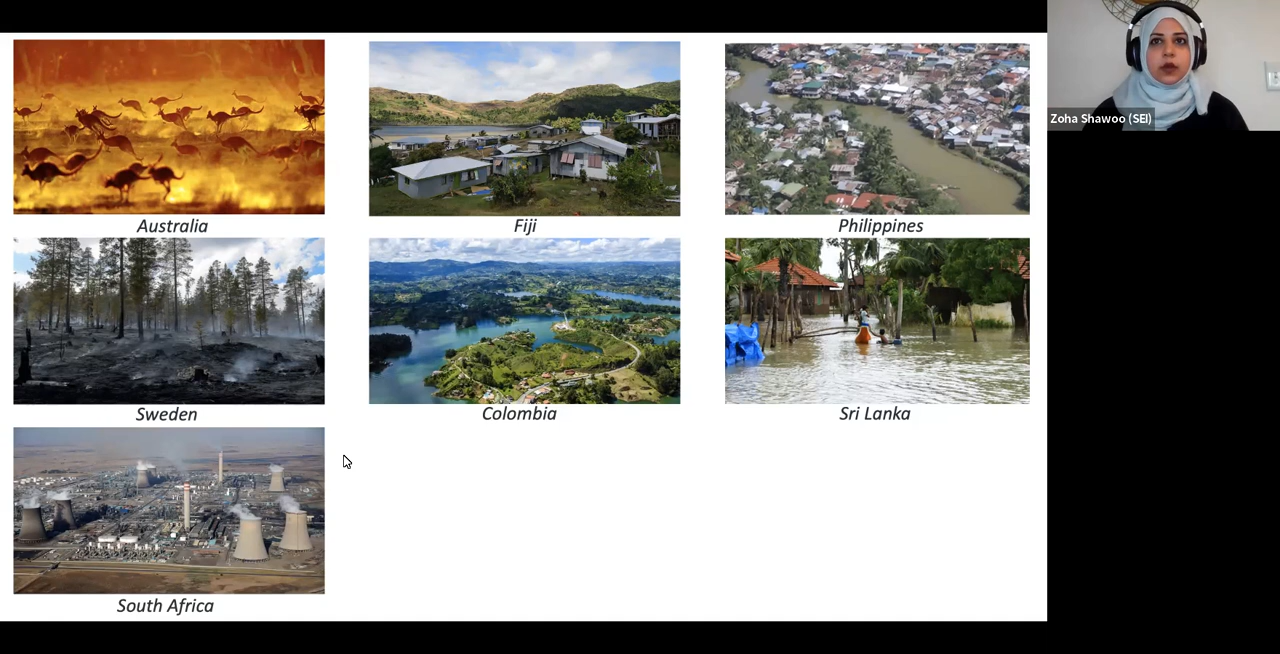 Zoha Shawoo (SEI)
Australia
Fiji
Philippines
Sweden
Colombia
Sri Lanka
South Africa